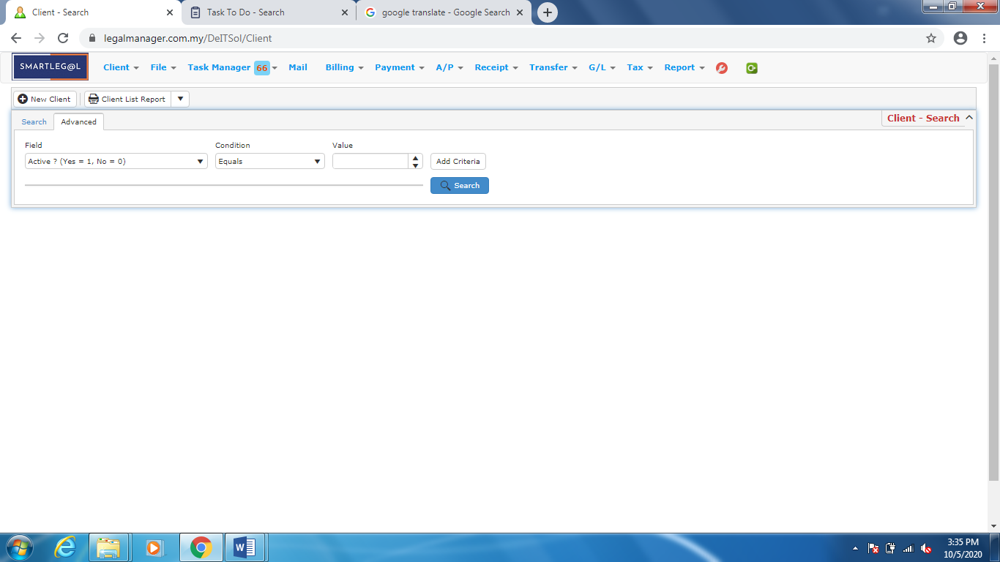 Client - Search
Task To Do - Search
google translate - Google Search
legalmanager.com.my/DeITSol/Client
SMARTLEG@L
Client File Task Manager 66 Mail Billing Payment A/P Receipt Transfer G/L Tax Report
New Client Client List Report
Search Advanced Client - Search
Field Condition Value
Active ? (Yes = 1, No = 0) Equals Add Criteria
Search
3:35 PM
10/5/2020